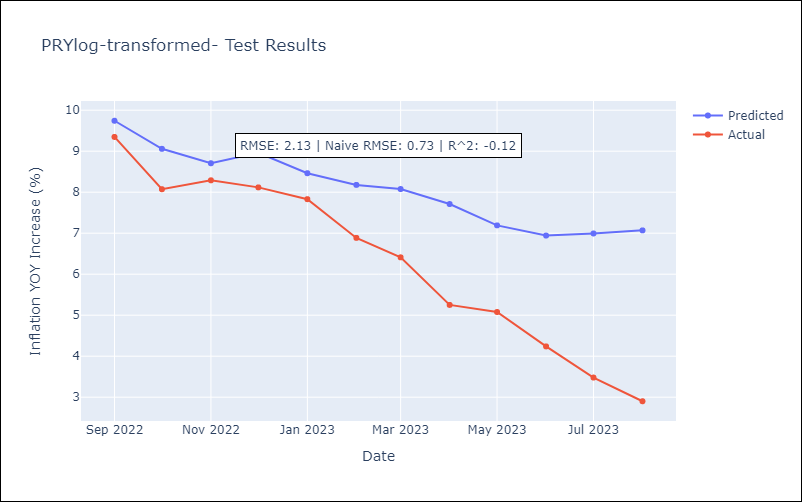 PRYlog-transformed- Test Results
Predicted
Actual
RMSE: 2.13 | Naive RMSE: 0.73 | R^2: -0.12
Inflation YOY Increase (%)
10
9
8
7
6
5
4
3
Sep 2022
Nov 2022
Jan 2023
Mar 2023
May 2023
Jul 2023
Date